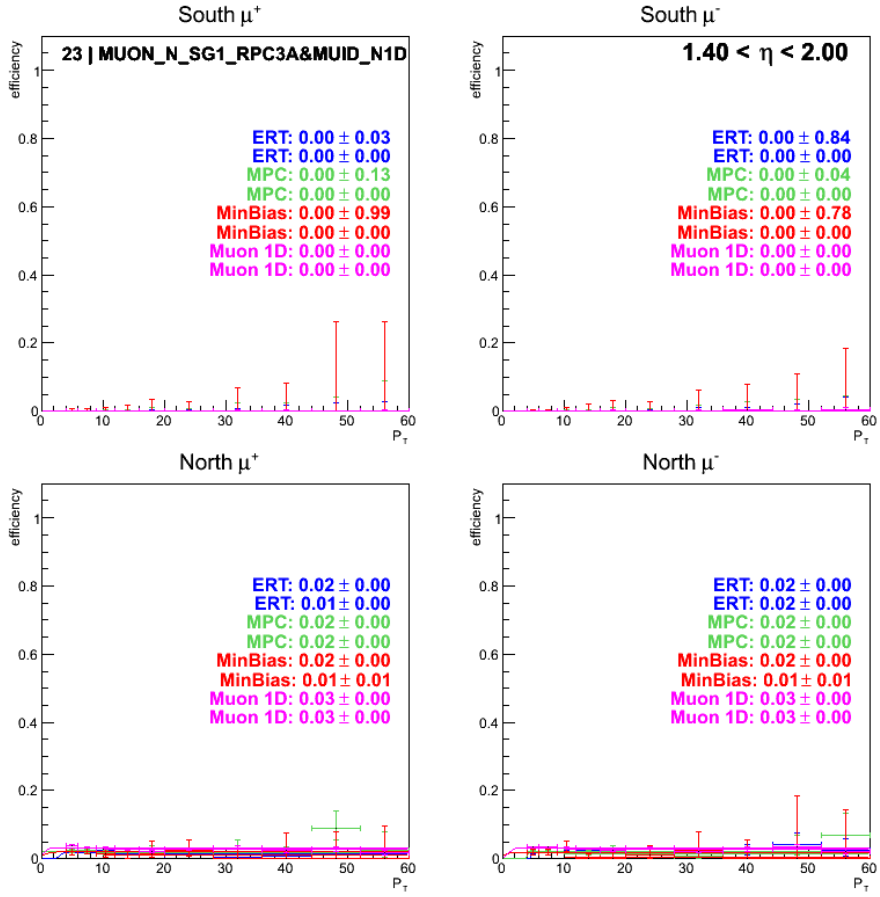 South μ+
efficiency
23 | MUON_N_SG1_RPC3A&MUID_N1D
ERT: 0.00 ± 0.03
ERT: 0.00 ± 0.00
MPC: 0.00 ± 0.13
MPC: 0.00 ± 0.00
MinBias: 0.00 ± 0.99
MinBias: 0.00 ± 0.00
Muon 1D: 0.00 ± 0.00
Muon 1D: 0.00 ± 0.00
1
0.8
0.6
0.4
0.2
0
0 10 20 30 40 50 60
PT
South μ-
efficiency
1.40 < η < 2.00
ERT: 0.00 ± 0.84
ERT: 0.00 ± 0.00
MPC: 0.00 ± 0.04
MPC: 0.00 ± 0.00
MinBias: 0.00 ± 0.78
MinBias: 0.00 ± 0.00
Muon 1D: 0.00 ± 0.00
Muon 1D: 0.00 ± 0.00
1
0.8
0.6
0.4
0.2
0
0 10 20 30 40 50 60
PT
North μ+
efficiency
ERT: 0.02 ± 0.00
ERT: 0.01 ± 0.00
MPC: 0.02 ± 0.00
MPC: 0.02 ± 0.00
MinBias: 0.02 ± 0.00
MinBias: 0.01 ± 0.01
Muon 1D: 0.03 ± 0.00
Muon 1D: 0.03 ± 0.00
1
0.8
0.6
0.4
0.2
0
0 10 20 30 40 50 60
PT
North μ-
efficiency
ERT: 0.02 ± 0.00
ERT: 0.02 ± 0.00
MPC: 0.02 ± 0.00
MPC: 0.02 ± 0.00
MinBias: 0.02 ± 0.00
MinBias: 0.01 ± 0.01
Muon 1D: 0.03 ± 0.00
Muon 1D: 0.03 ± 0.00
1
0.8
0.6
0.4
0.2
0
0 10 20 30 40 50 60
PT